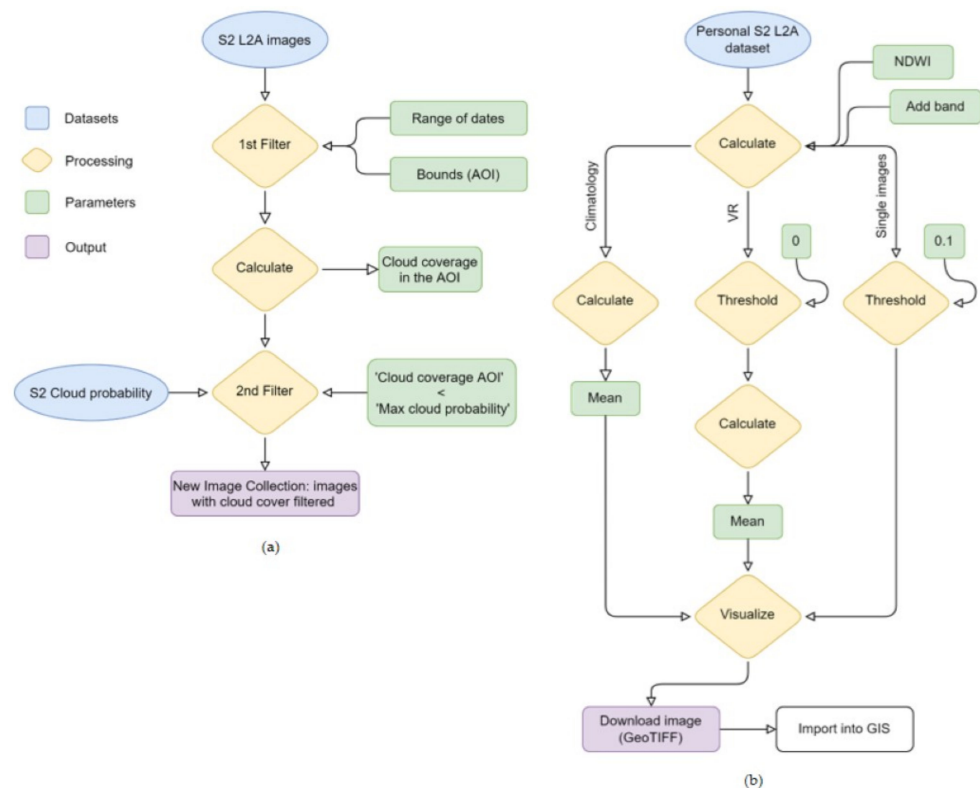 S2 L2A images
Datasets
Processing
Parameters
Output
1st Filter
Range of dates
Bounds (AOI)
Calculate
Cloud coverage
in the AOI
S2 Cloud probability
2nd Filter
'Cloud coverage AOI'
<
'Max cloud probability'
New Image Collection: images
with cloud cover filtered
(a)
Personal S2 L2A
dataset
NDWI
Add band
Calculate
Climatology
VR
Single images
0
0.1
Calculate
Threshold
Threshold
Mean
Calculate
Mean
Visualize
Download image
(GeoTIFF)
Import into GIS
(b)